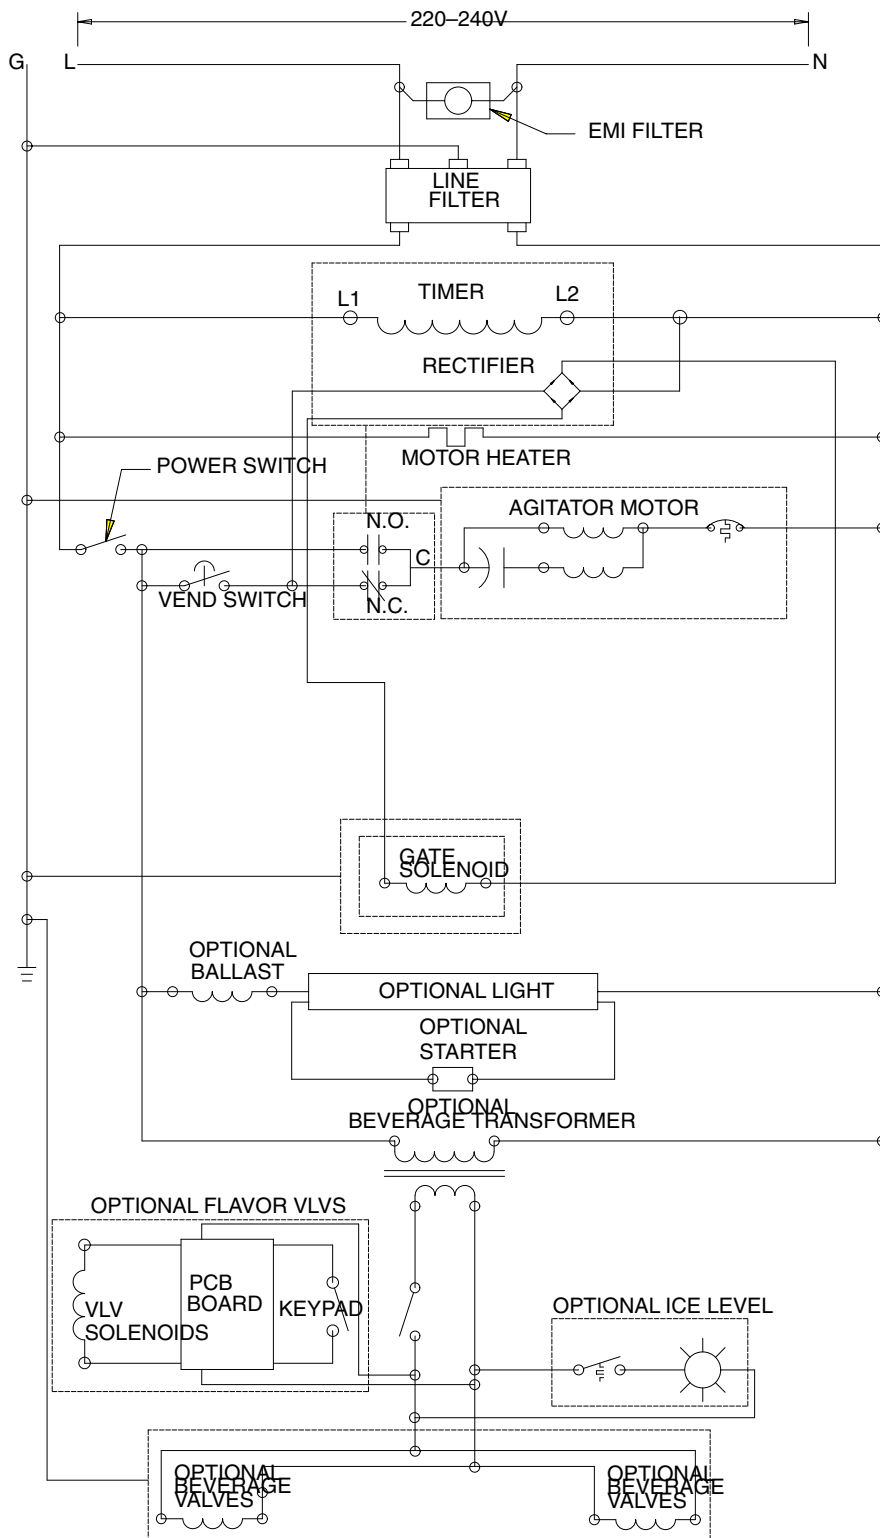 220–240V
G
L
N
EMI FILTER
LINE
FILTER
TIMER
L1
L2
RECTIFIER
MOTOR HEATER
POWER SWITCH
AGITATOR MOTOR
N.O.
C
VEND SWITCH
N.C.
GATE
SOLENOID
OPTIONAL
BALLAST
OPTIONAL LIGHT
OPTIONAL
STARTER
OPTIONAL
BEVERAGE TRANSFORMER
OPTIONAL FLAVOR VLVS
PCB
BOARD
KEYPAD
VLV
SOLENOIDS
OPTIONAL ICE LEVEL
OPTIONAL
BEVERAGE
VALVES
OPTIONAL
BEVERAGE
VALVES